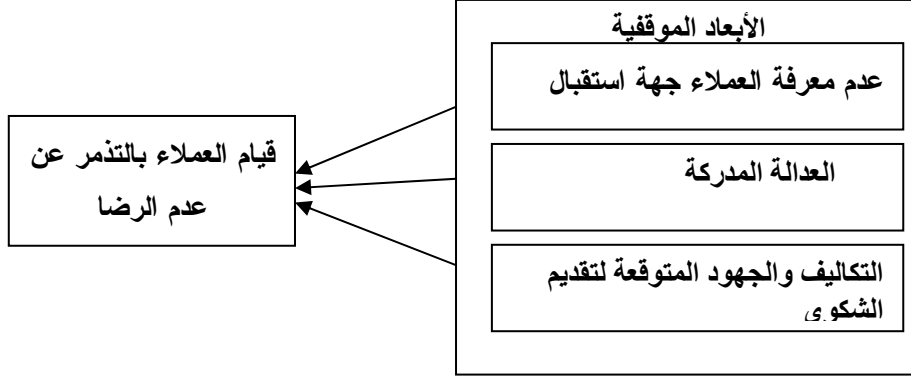 الأبعاد الموقفية
عدم معرفة العملاء جهة استقبال
العدالة المدركة
التكاليف والجهود المتوقعة لتقديم
الشكوى
قيام العملاء بالتذمر عن
عدم الرضا